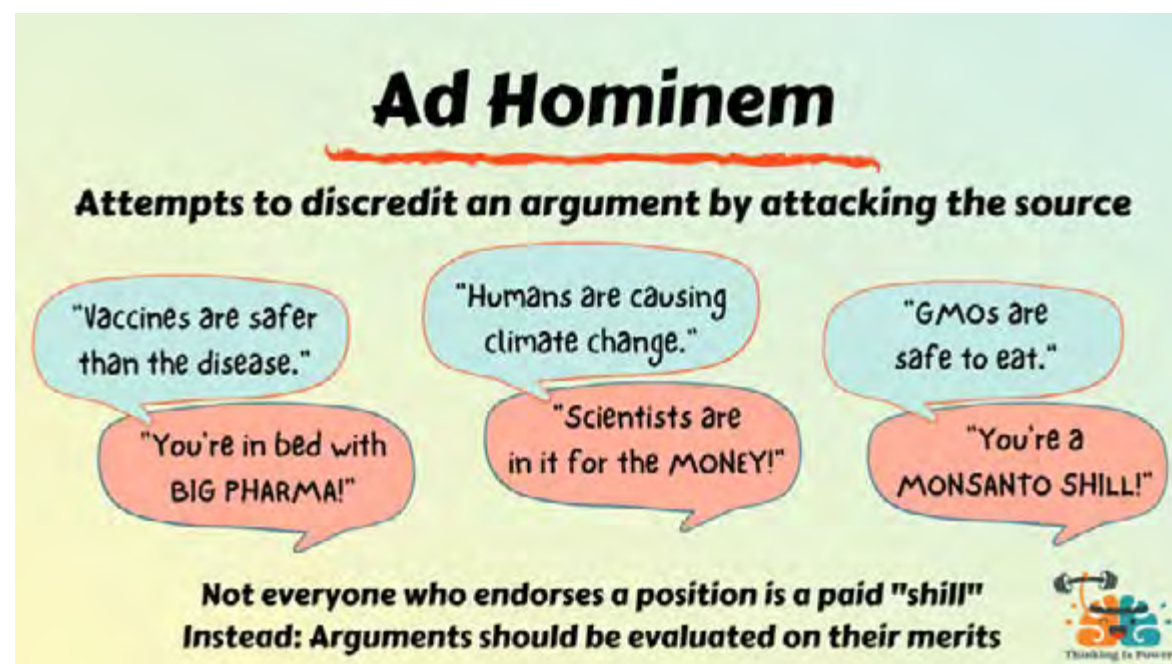 Ad Hominem
Attempts to discredit an argument by attacking the source
"Vaccines are safer
than the disease."
"You're in bed with
BIG PHARMA!"
"Humans are causing
climate change."
"Scientists are
in it for the MONEY!"
"GMOs are
safe to eat."
"You're a
MONSANTO SHILL!"
Not everyone who endorses a position is a paid "shill"
Instead: Arguments should be evaluated on their merits
Thinking Is Power